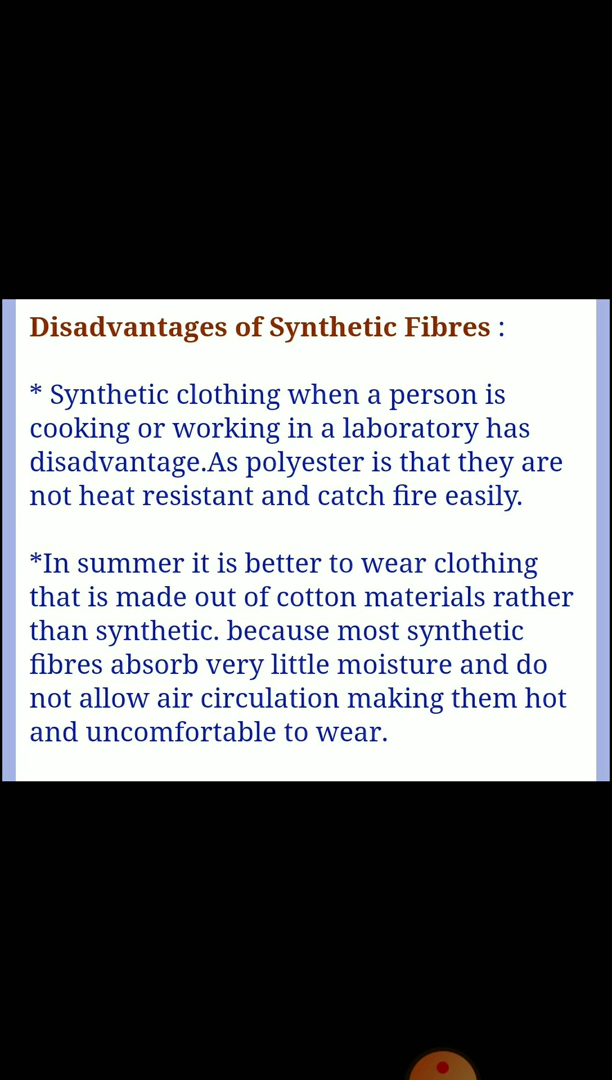 Disadvantages of Synthetic Fibres :
* Synthetic clothing when a person is
cooking or working in a laboratory has
disadvantage.As polyester is that they are
not heat resistant and catch fire easily.
*In summer it is better to wear clothing
that is made out of cotton materials rather
than synthetic. because most synthetic
fibres absorb very little moisture and do
not allow air circulation making them hot
and uncomfortable to wear.